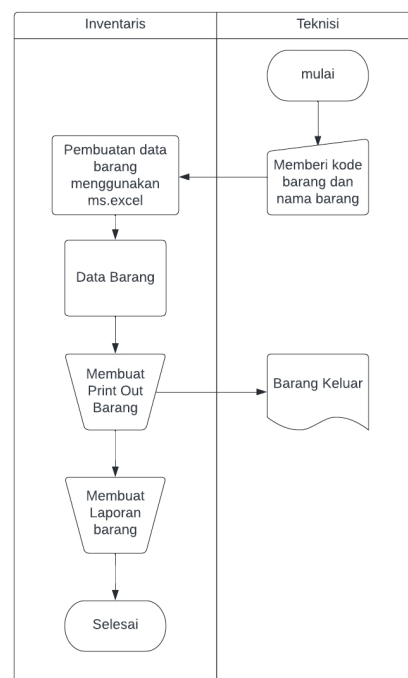 Inventaris
Teknisi
mulai
Memberi kode
barang dan
nama barang
Pembuatan data
barang
menggunakan
ms.excel
Data Barang
Membuat
Print Out
Barang
Barang Keluar
Membuat
Laporan
barang
Selesai